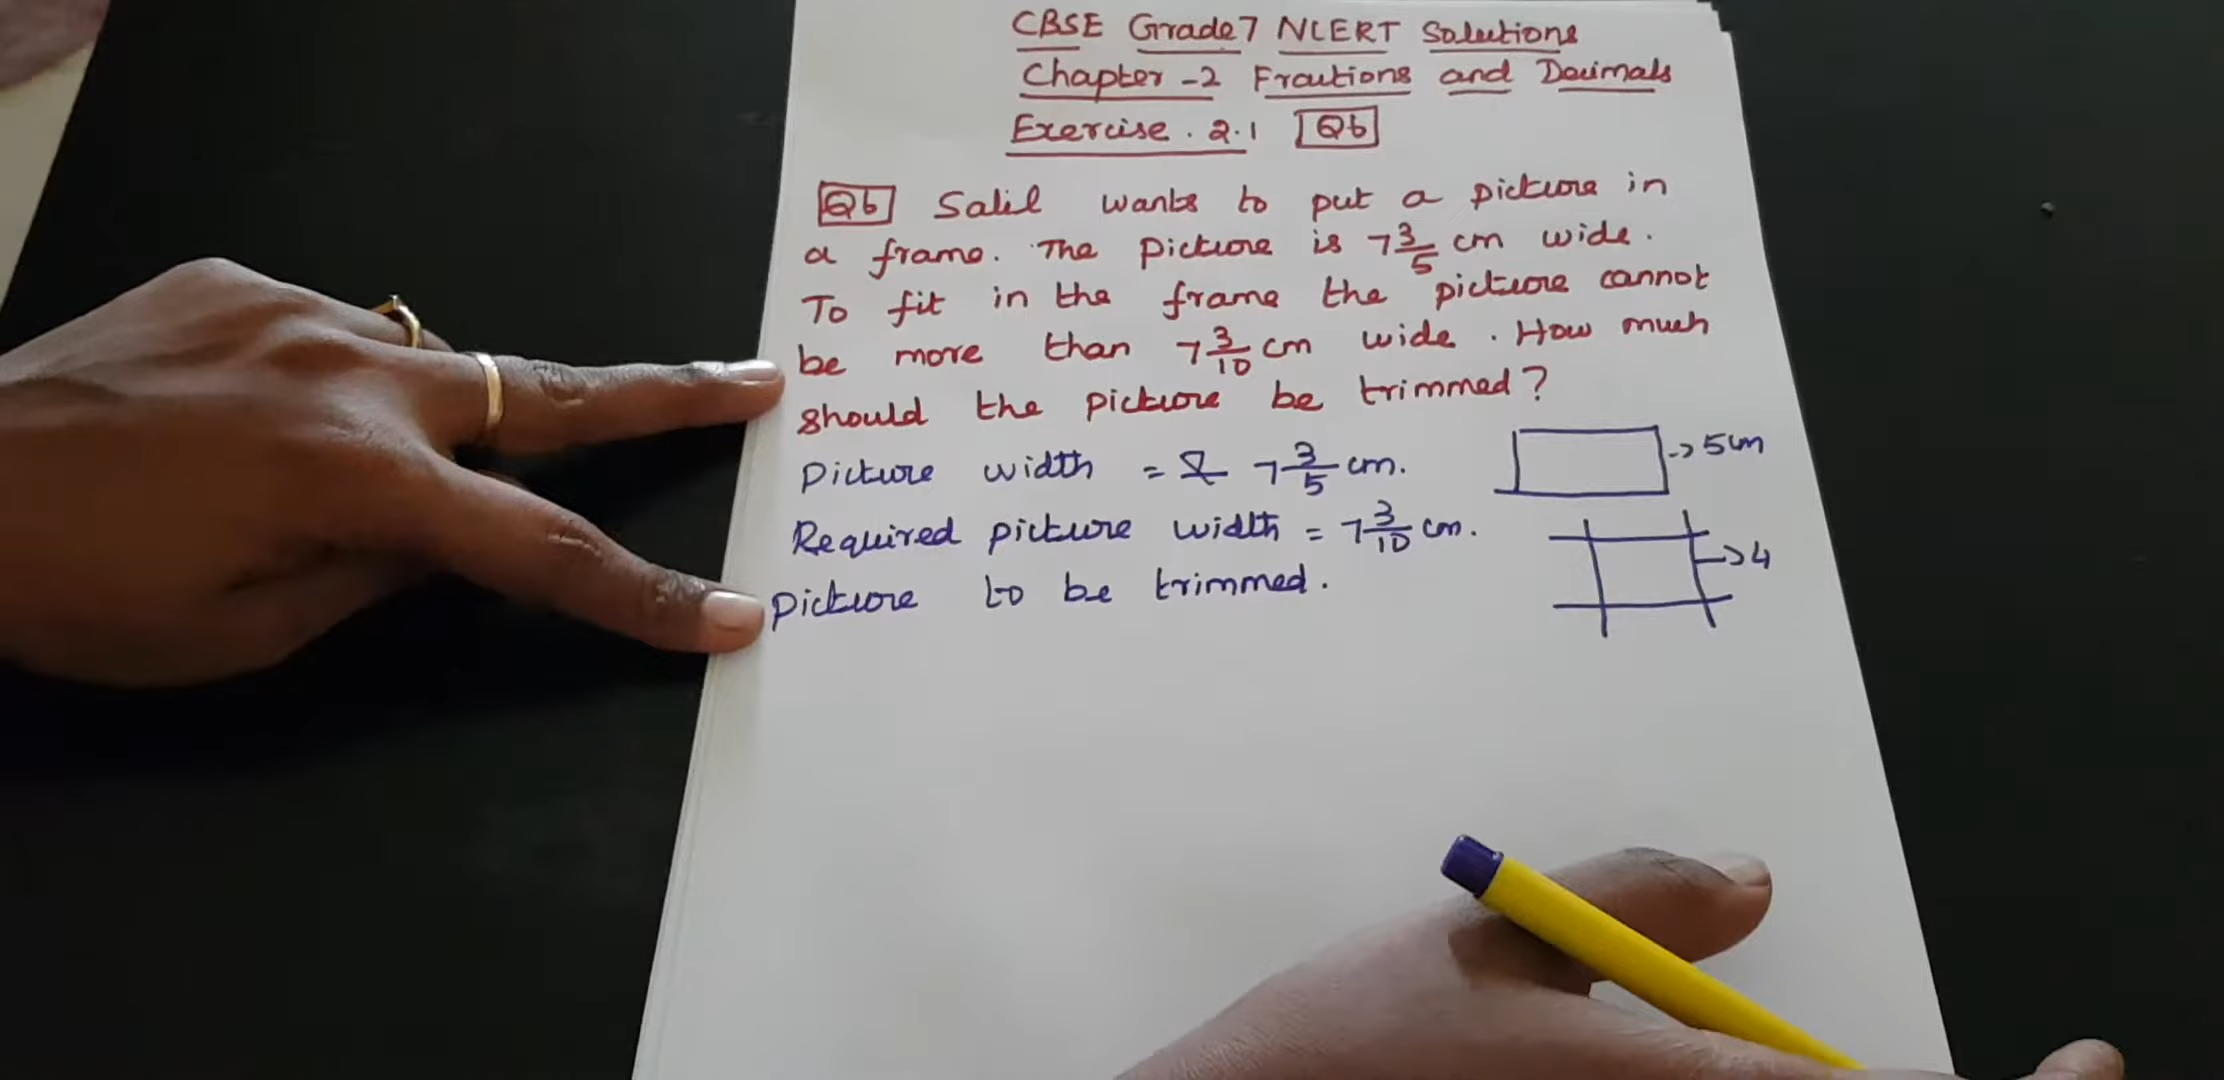 CBSE Grade 7 NCERT Solutions
Chapter - 2 Fractions and Decimals
Exercise . 2.1 Q6
Q6 Salil wants to put a picture in
a frame. The picture is 7 3/5 cm wide.
To fit in the frame the picture cannot
be more than 7 3/10 cm wide. How much
should the picture be trimmed?
Picture width = 7 3/5 cm.
Required picture width = 7 3/10 cm.
picture to be trimmed.
-> 5cm
-> 4